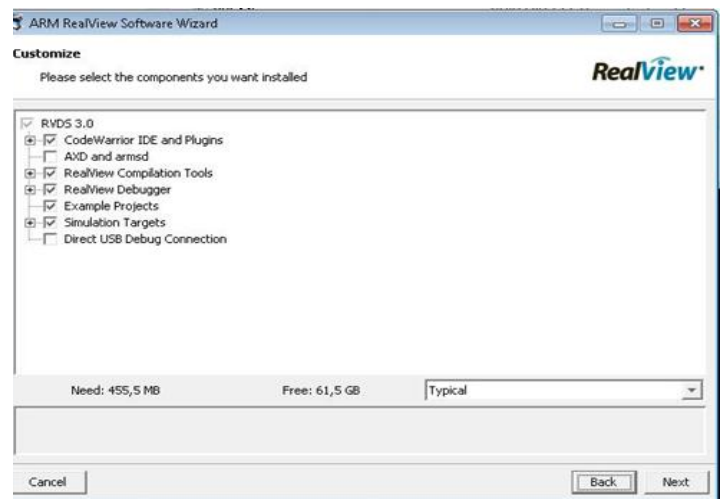 ARM RealView Software Wizard
Customize
Please select the components you want installed
RealView
RVDS 3.0
CodeWarrior IDE and Plugins
AXD and armsd
RealView Compilation Tools
RealView Debugger
Example Projects
Simulation Targets
Direct USB Debug Connection
Need: 455,5 MB Free: 61,5 GB Typical
Cancel Back Next